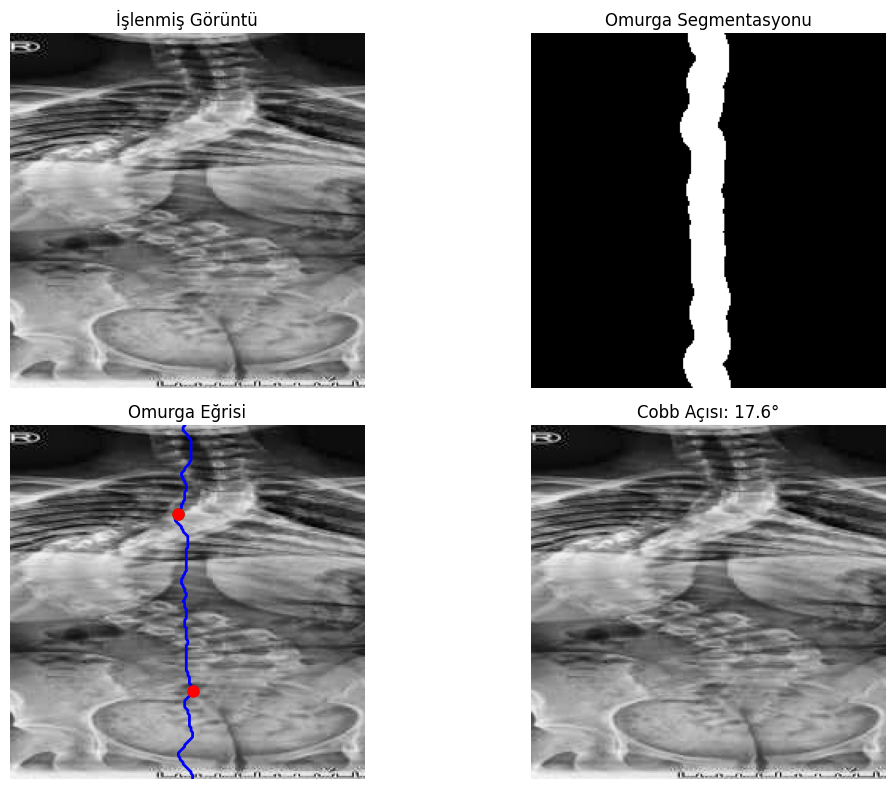 İşlenmiş Görüntü
Omurga Segmentasyonu
R
Omurga Eğrisi
Cobb Açısı: 17.6°
R
R